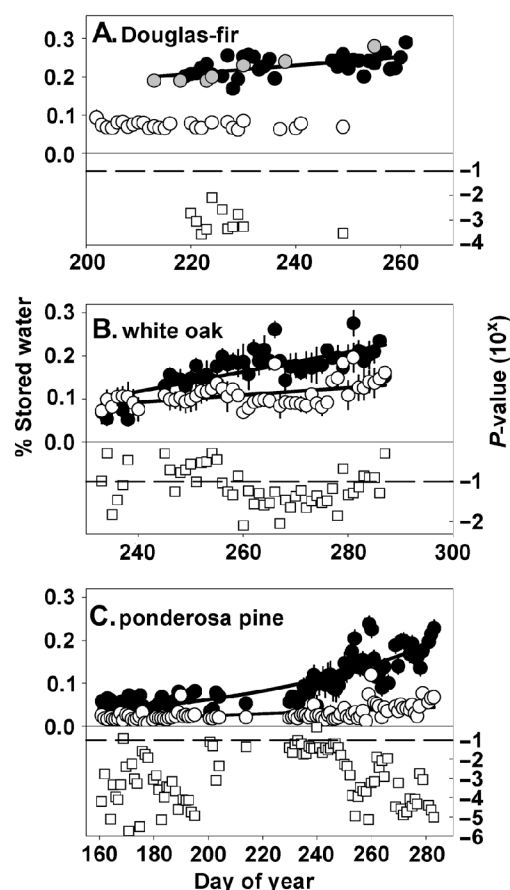 A. Douglas-fir
0.3
0.2
0.1
0.0
−1
−2
−3
−4
200 220 240 260
B. white oak
0.3
0.2
0.1
0.0
−1
−2
240 260 280 300
% Stored water
P-value (10ˣ)
C. ponderosa pine
0.3
0.2
0.1
0.0
−1
−2
−3
−4
−5
−6
160 180 200 220 240 260 280
Day of year